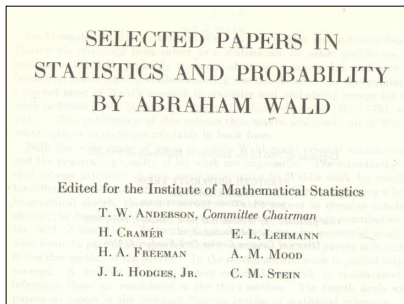 SELECTED PAPERS IN
STATISTICS AND PROBABILITY
BY ABRAHAM WALD
Edited for the Institute of Mathematical Statistics
T. W. ANDERSON, Committee Chairman
H. CRAMÉR E. L. LEHMANN
H. A. FREEMAN A. M. MOOD
J. L. HODGES, JR. C. M. STEIN